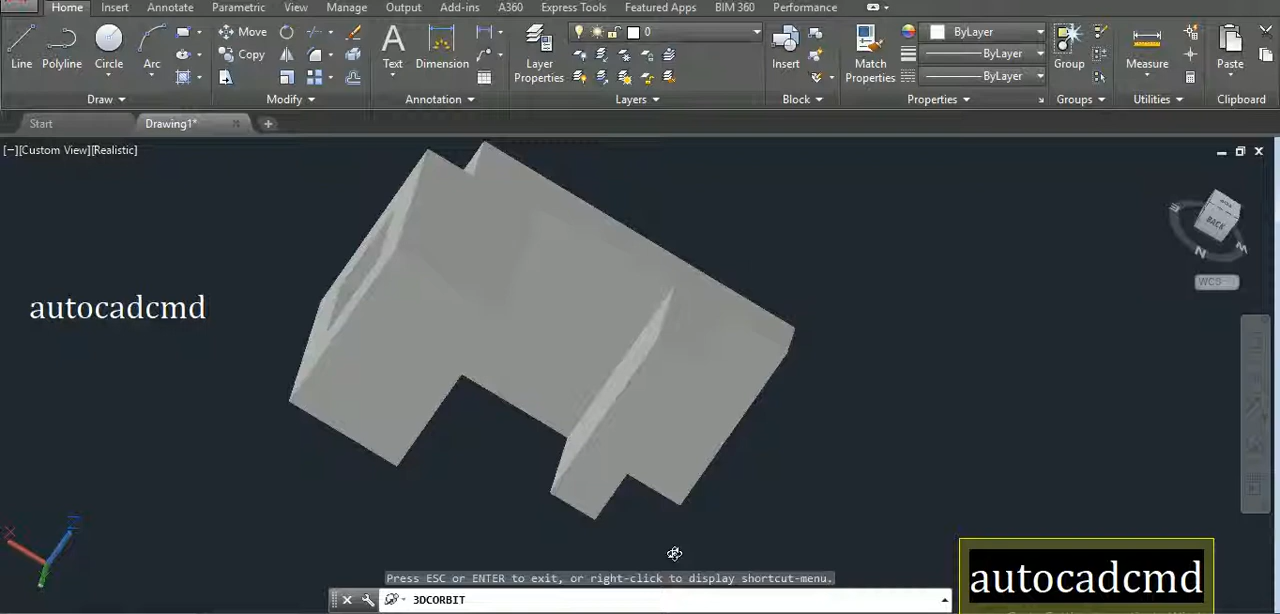 Home Insert Annotate Parametric View Manage Output Add-ins A360 Express Tools Featured Apps BIM 360 Performance
Line Polyline Circle Arc
Move
Copy
Text Dimension
Layer Properties
0
Insert
Match Properties
ByLayer
ByLayer
ByLayer
Group
Measure
Paste
Draw Modify Annotation Layers Block Properties Groups Utilities Clipboard
Start Drawing1*
[−][Custom View][Realistic]
BACK
N
WCS
autocadcmd
X
Press ESC or ENTER to exit, or right-click to display shortcut-menu.
3DCORBIT
autocadcmd